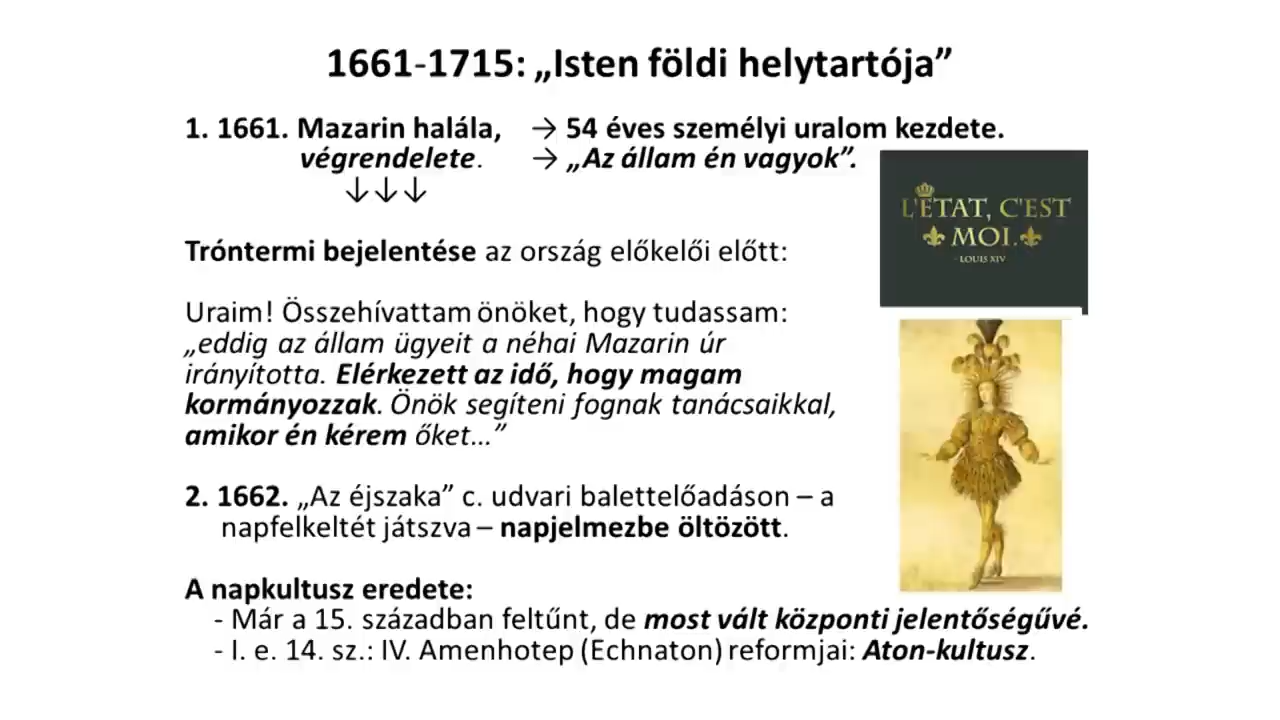 1661-1715: „Isten földi helytartója”
1. 1661. Mazarin halála, → 54 éves személyi uralom kezdete.
végrendelete. → „Az állam én vagyok”.
↓↓↓
L'ÉTAT, C'EST
MOI.
- LOUIS XIV
Tróntermi bejelentése az ország előkelői előtt:
Uraim! Összehívattam önöket, hogy tudassam:
„eddig az állam ügyeit a néhai Mazarin úr
irányította. Elérkezett az idő, hogy magam
kormányozzak. Önök segíteni fognak tanácsaikkal,
amikor én kérem őket…”
2. 1662. „Az éjszaka” c. udvari balettelőadáson – a
napfelkeltét játszva – napjelmezbe öltözött.
A napkultusz eredete:
- Már a 15. században feltűnt, de most vált központi jelentőségűvé.
- I. e. 14. sz.: IV. Amenhotep (Echnaton) reformjai: Aton-kultusz.